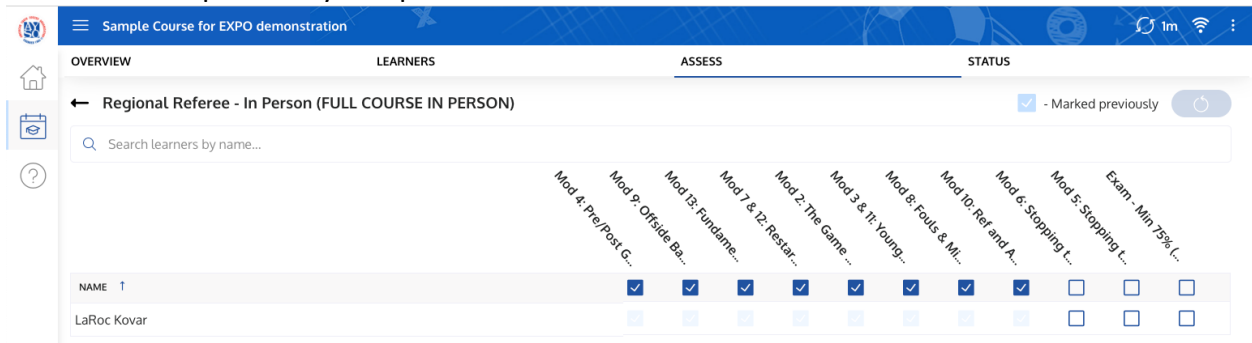 Sample Course for EXPO demonstration
1m
OVERVIEW
LEARNERS
ASSESS
STATUS
Regional Referee - In Person (FULL COURSE IN PERSON)
- Marked previously
Search learners by name...
Mod 4: Pre/Post G...
Mod 9: Offside Ba...
Mod 13: Fundame...
Mod 7 & 12: Restar...
Mod 2: The Game ...
Mod 3 & 11: Young...
Mod 8: Fouls & Mi...
Mod 10: Ref and A...
Mod 6: Stopping t...
Mod 5: Stopping t...
Exam - Min 75% (...
NAME ↑
LaRoc Kovar